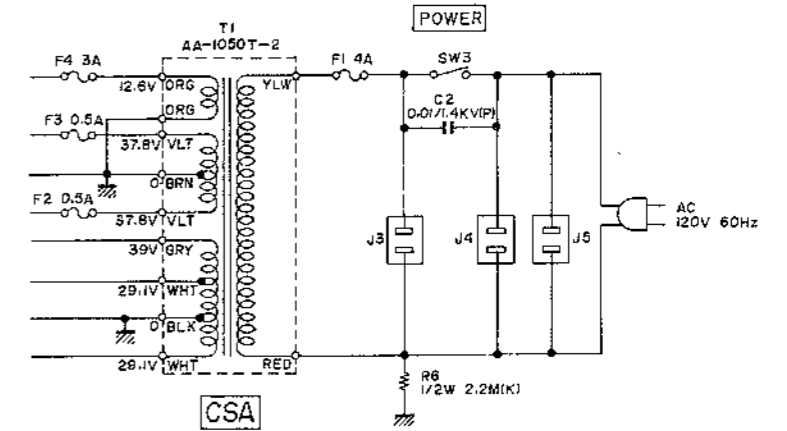 POWER
T1
AA-1050T-2
F4 3A
12.6V ORG
ORG
F3 0.5A
37.8V VLT
0 BRN
F2 0.5A
37.8V VLT
39V GRY
29.1V WHT
0 BLK
29.1V WHT
YLW
F1 4A
SW3
C2
0.01/1.4KV(P)
J3
J4
J5
AC
120V 60Hz
RED
R6
1/2W 2.2M(K)
CSA